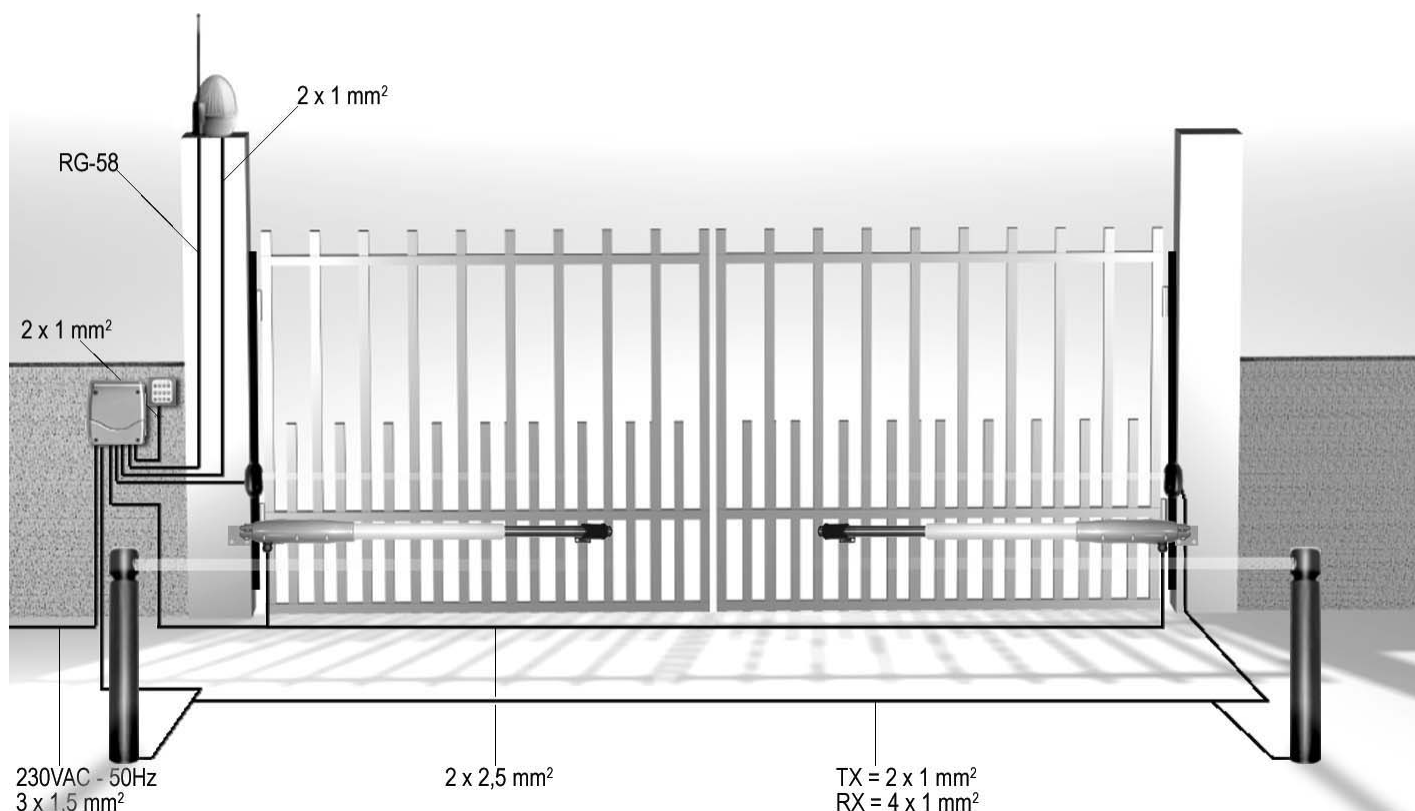 2 x 1 mm²
RG-58
2 x 1 mm²
230VAC - 50Hz
3 x 1,5 mm²
2 x 2,5 mm²
TX = 2 x 1 mm²
RX = 4 x 1 mm²